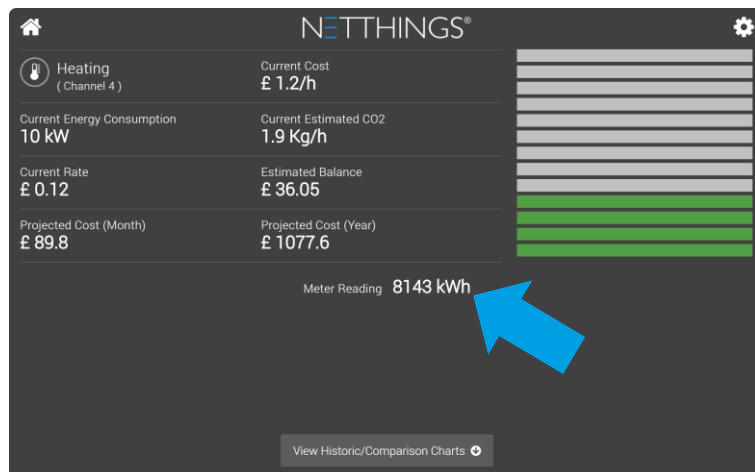 NETTHINGS®
Heating
( Channel 4 )
Current Cost
£ 1.2/h
Current Energy Consumption
10 kW
Current Estimated CO2
1.9 Kg/h
Current Rate
£ 0.12
Estimated Balance
£ 36.05
Projected Cost (Month)
£ 89.8
Projected Cost (Year)
£ 1077.6
Meter Reading 8143 kWh
View Historic/Comparison Charts